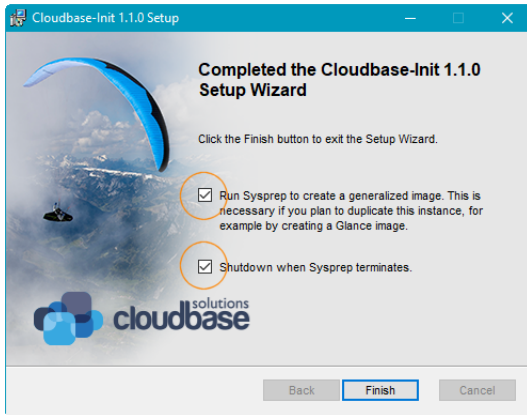 Cloudbase-Init 1.1.0 Setup
Completed the Cloudbase-Init 1.1.0
Setup Wizard
Click the Finish button to exit the Setup Wizard.
Run Sysprep to create a generalized image. This is
necessary if you plan to duplicate this instance, for
example by creating a Glance image.
Shutdown when Sysprep terminates.
solutions
cloudbase
Back
Finish
Cancel